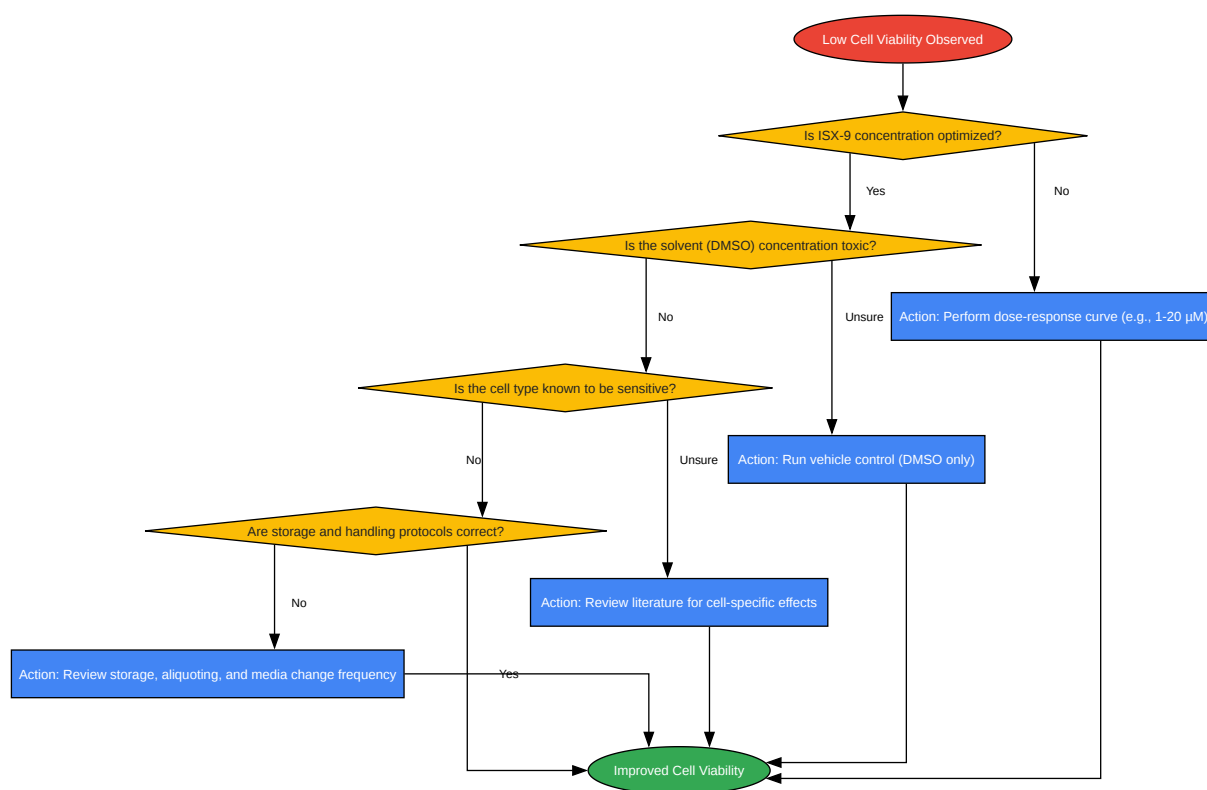 Low Cell Viability Observed
Is ISX-9 concentration optimized?
Yes
No
Is the solvent (DMSO) concentration toxic?
No
Unsure
Action: Perform dose-response curve (e.g., 1-20 µM)
Is the cell type known to be sensitive?
No
Unsure
Action: Run vehicle control (DMSO only)
Are storage and handling protocols correct?
No
Action: Review literature for cell-specific effects
Action: Review storage, aliquoting, and media change frequency
Yes
Improved Cell Viability